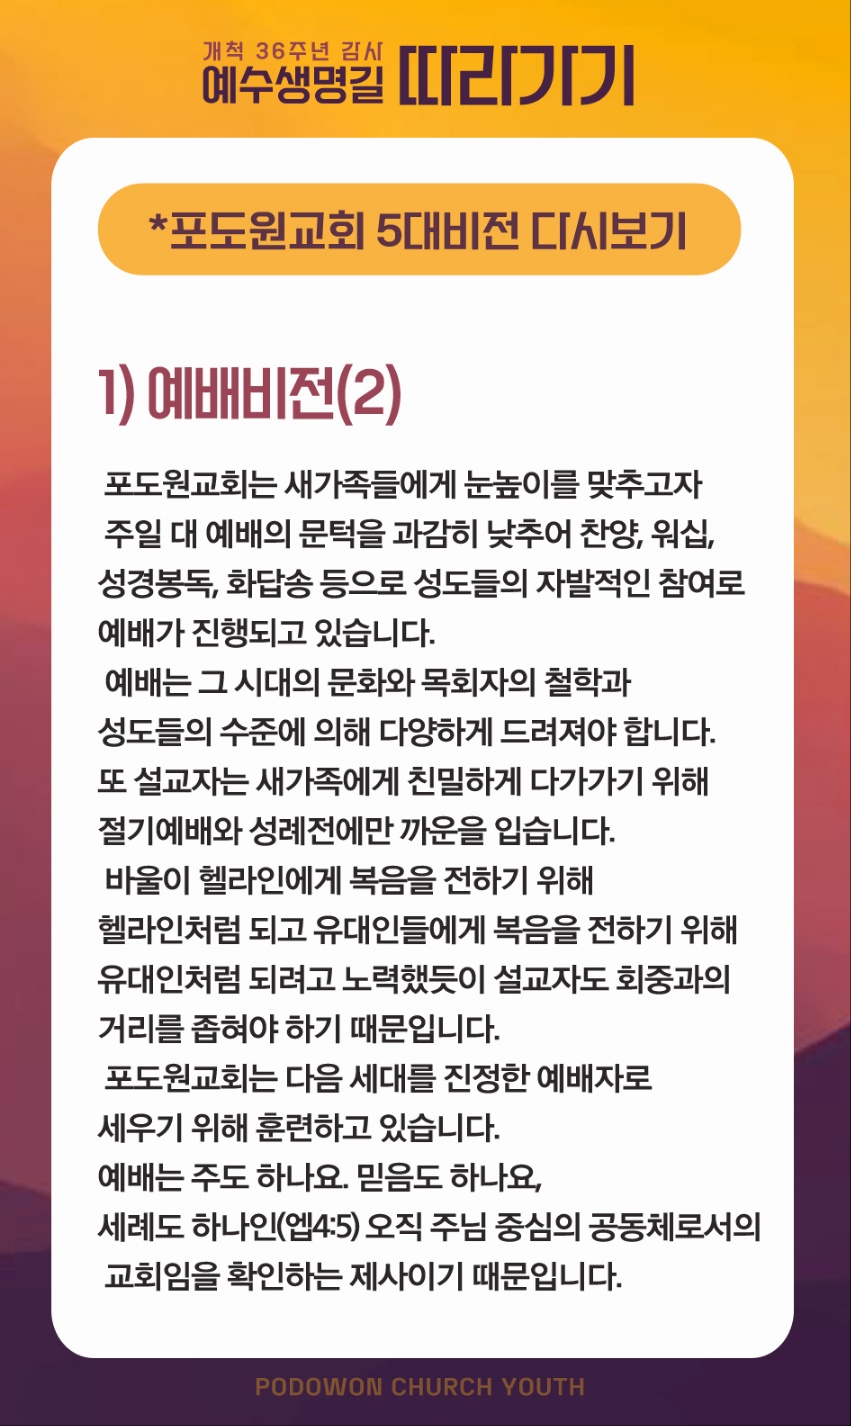 개척 36주년 감사
예수생명길 따라가기
*포도원교회 5대비전 다시보기
1) 예배비전(2)
포도원교회는 새가족들에게 눈높이를 맞추고자
주일 대 예배의 문턱을 과감히 낮추어 찬양, 워십,
성경봉독, 화답송 등으로 성도들의 자발적인 참여로
예배가 진행되고 있습니다.
예배는 그 시대의 문화와 목회자의 철학과
성도들의 수준에 의해 다양하게 드려져야 합니다.
또 설교자는 새가족에게 친밀하게 다가가기 위해
절기예배와 성례전에만 까운을 입습니다.
바울이 헬라인에게 복음을 전하기 위해
헬라인처럼 되고 유대인들에게 복음을 전하기 위해
유대인처럼 되려고 노력했듯이 설교자도 회중과의
거리를 좁혀야 하기 때문입니다.
포도원교회는 다음 세대를 진정한 예배자로
세우기 위해 훈련하고 있습니다.
예배는 주도 하나요. 믿음도 하나요,
세례도 하나인(엡4:5) 오직 주님 중심의 공동체로서의
교회임을 확인하는 제사이기 때문입니다.
PODOWON CHURCH YOUTH